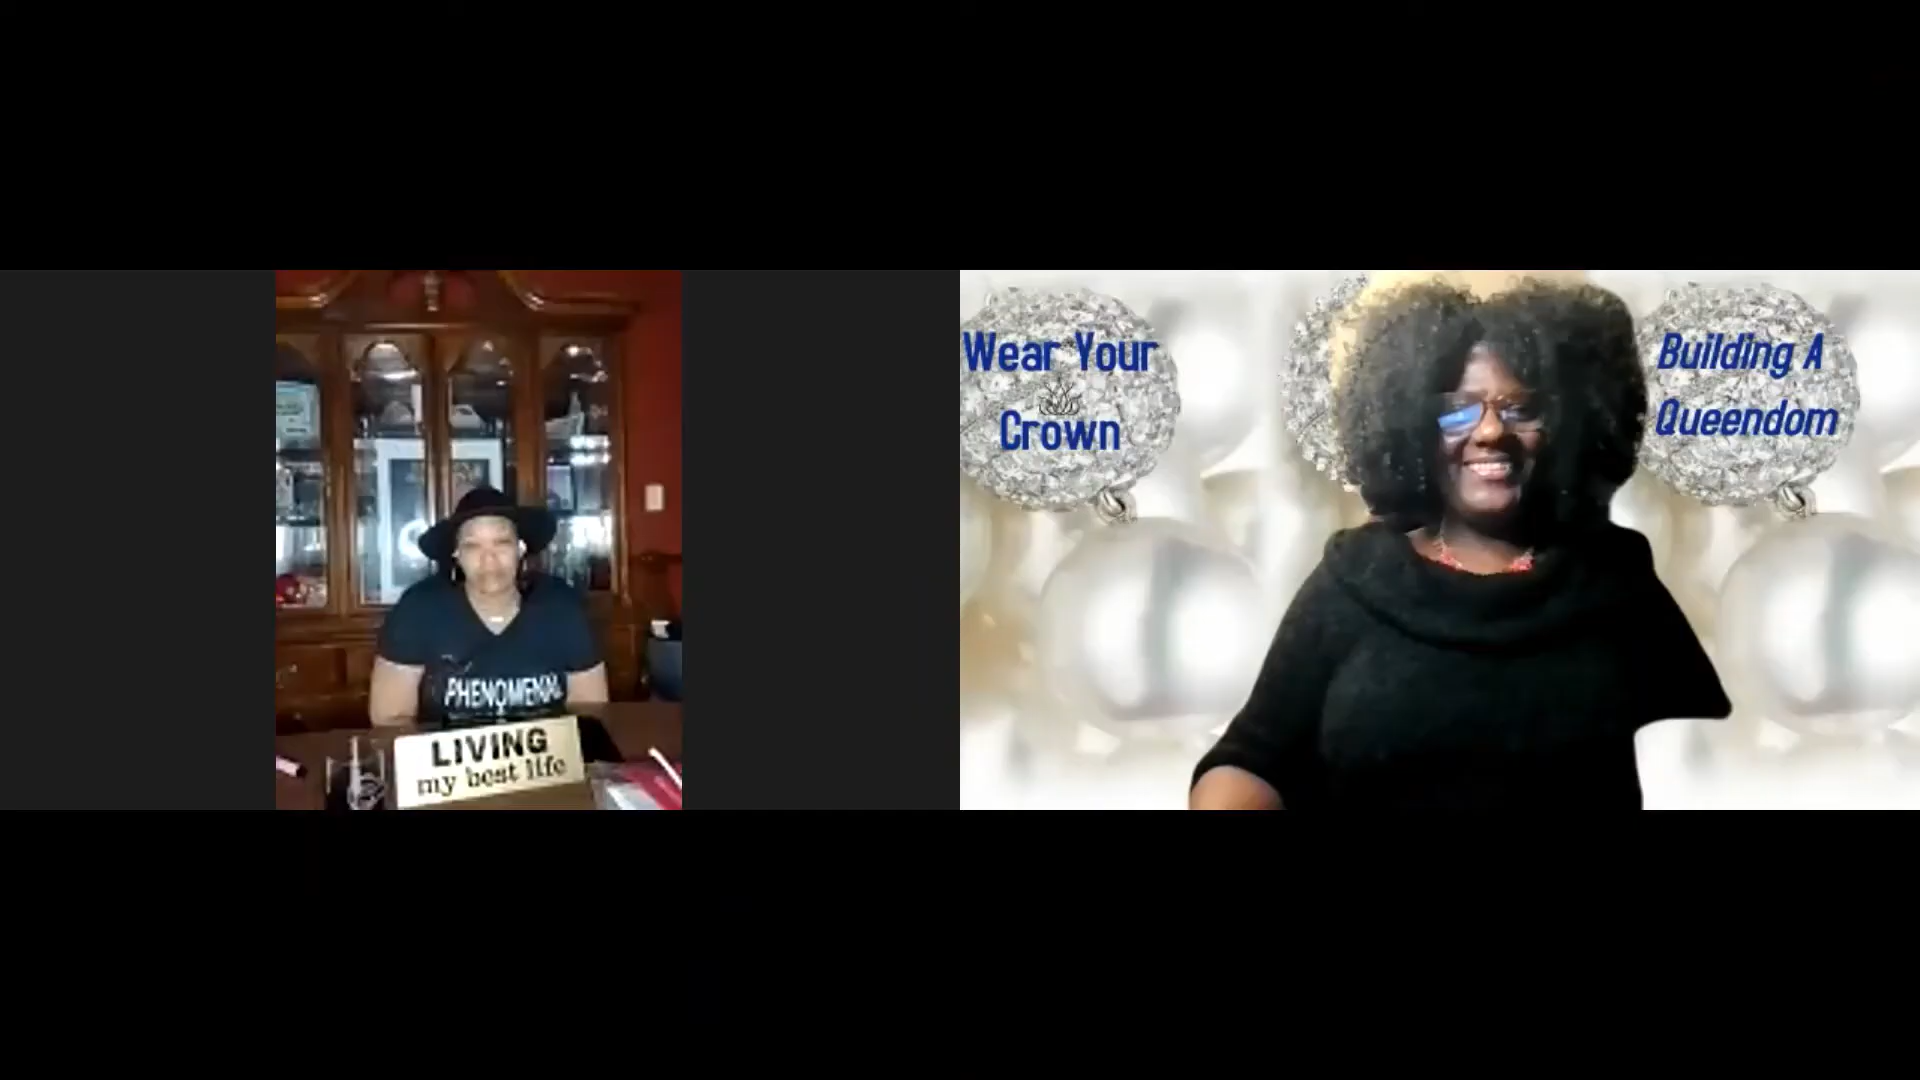 PHENOMENAL
LIVING
my best life
Wear Your
Crown
Building A
Queendom